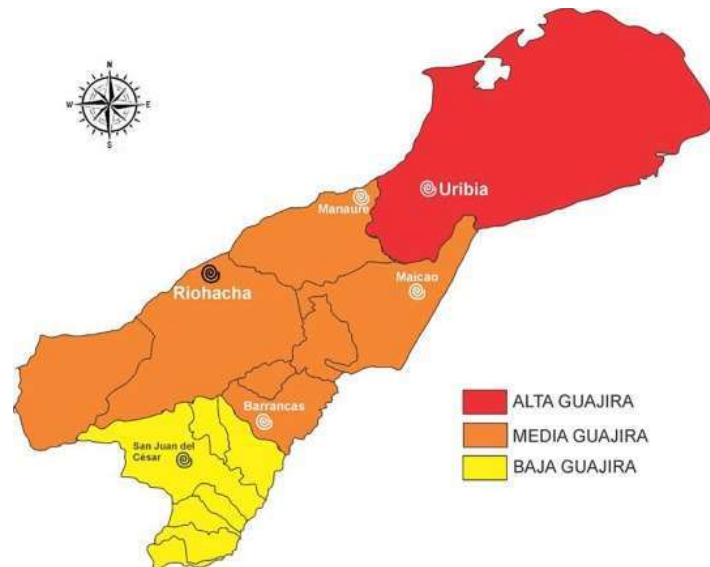 N
W E
S
Uribia
Manaure
Maicao
Riohacha
Barrancas
San Juan del
César
ALTA GUAJIRA
MEDIA GUAJIRA
BAJA GUAJIRA